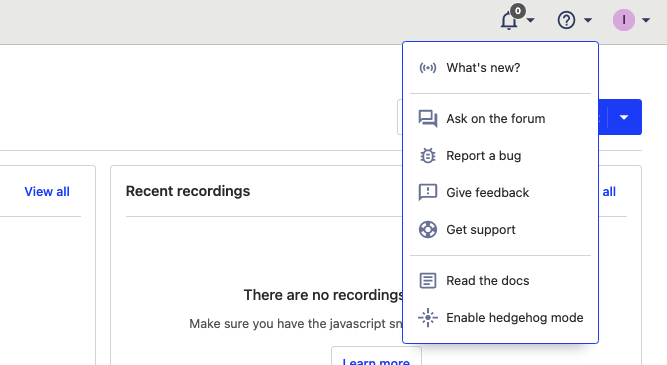 0
I
What's new?
Ask on the forum
Report a bug
Give feedback
Get support
Read the docs
Enable hedgehog mode
View all
Recent recordings
all
There are no recordings
Make sure you have the javascript
Learn more